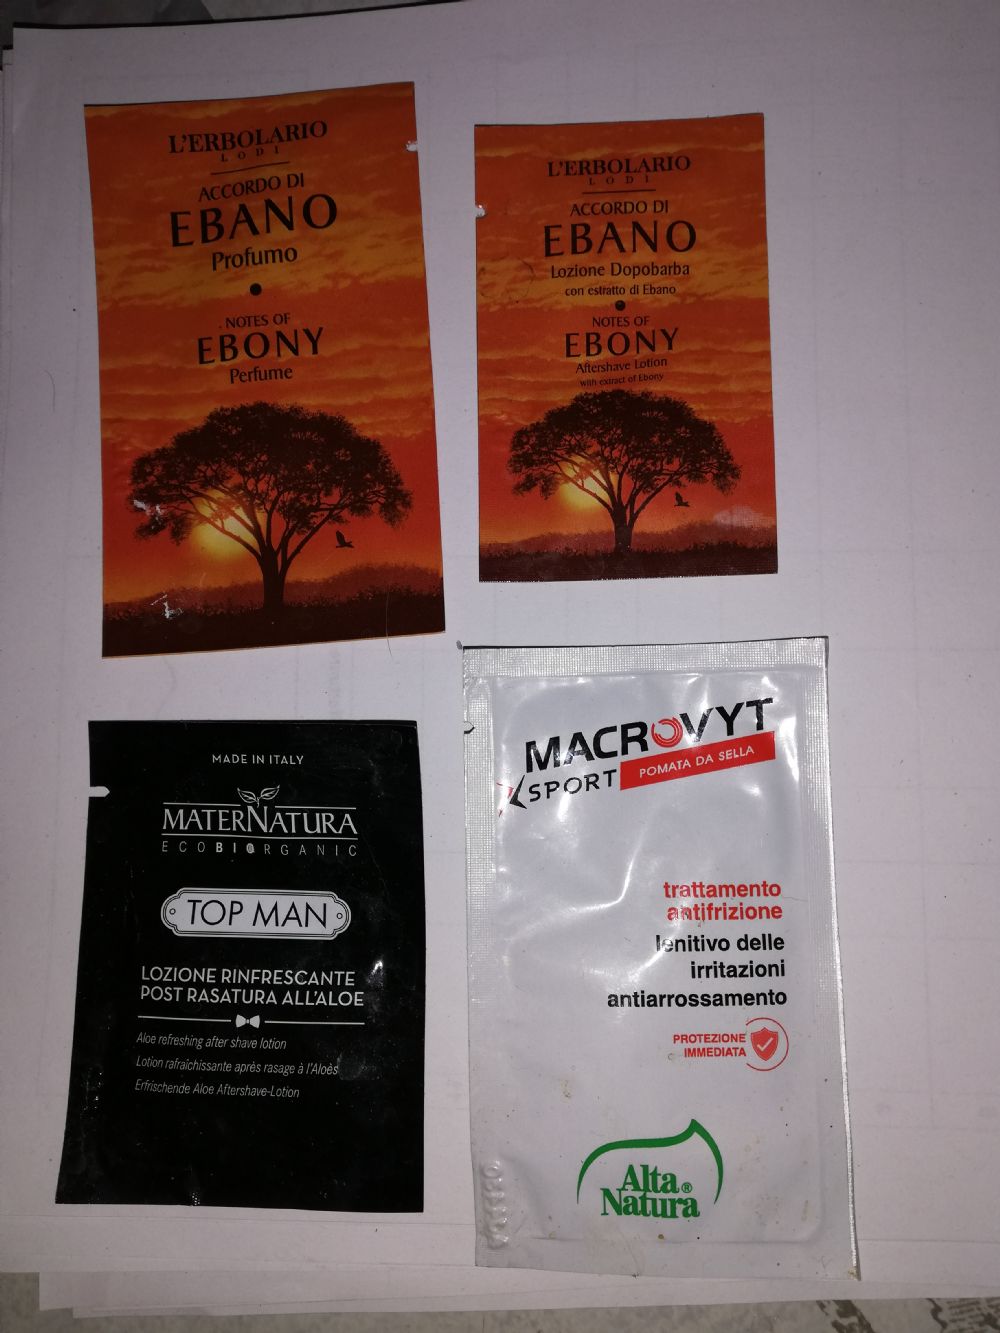 L'ERBOLARIO
LODI
ACCORDO DI
EBANO
Profumo
NOTES OF
EBONY
Perfume
L'ERBOLARIO
LODI
ACCORDO DI
EBANO
Lozione Dopobarba
con estratto di Ebano
NOTES OF
EBONY
Aftershave Lotion
with extract of Ebony
MADE IN ITALY
MATERNATURA
ECOBIORGANIC
TOP MAN
LOZIONE RINFRESCANTE
POST RASATURA ALL'ALOE
Aloe refreshing after shave lotion
Lotion rafraîchissante après rasage à l'Aloès
Erfrischende Aloe Aftershave-Lotion
MACROVYT
SPORT POMATA DA SELLA
trattamento
antifrizione
lenitivo delle
irritazioni
antiarrossamento
PROTEZIONE
IMMEDIATA
Alta
Natura®